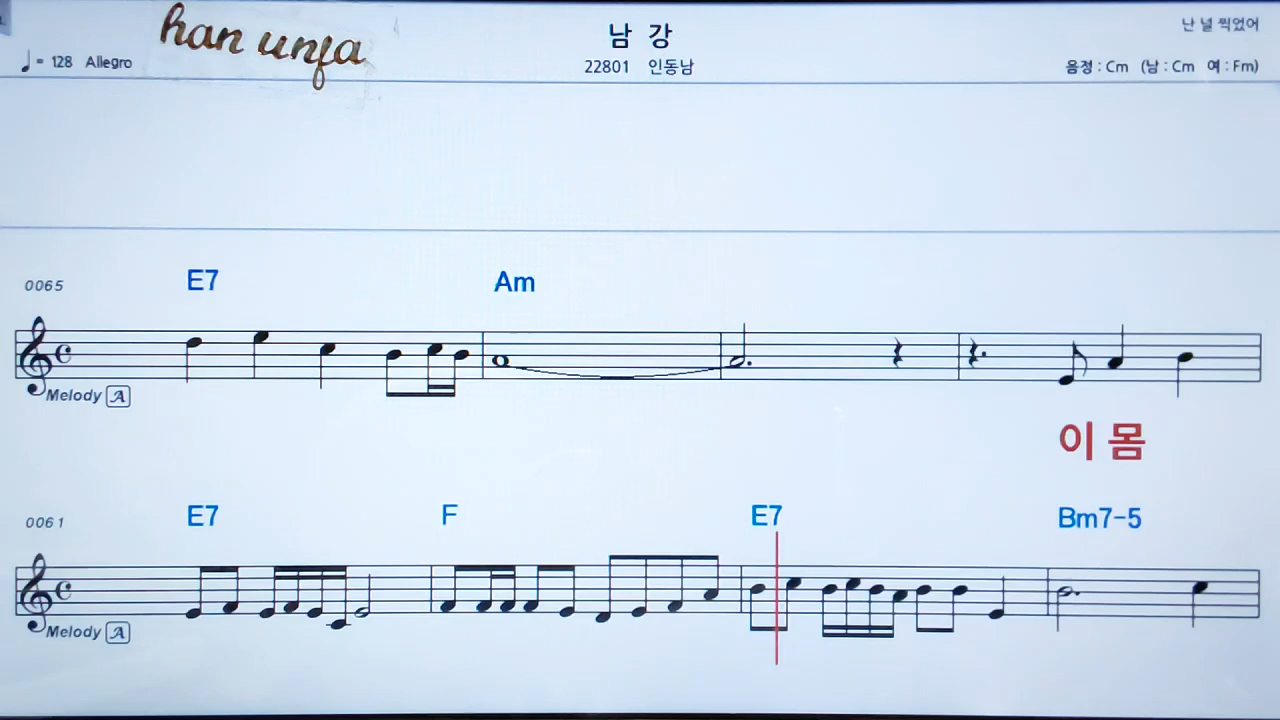 han unfa
남 강
난 널 찍었어
♩ = 128 Allegro
22801 인동남
음정 : Cm (남 : Cm 여 : Fm)
0065
E7 Am
Melody A
이 몸
0061
E7 F E7 Bm7-5
Melody A